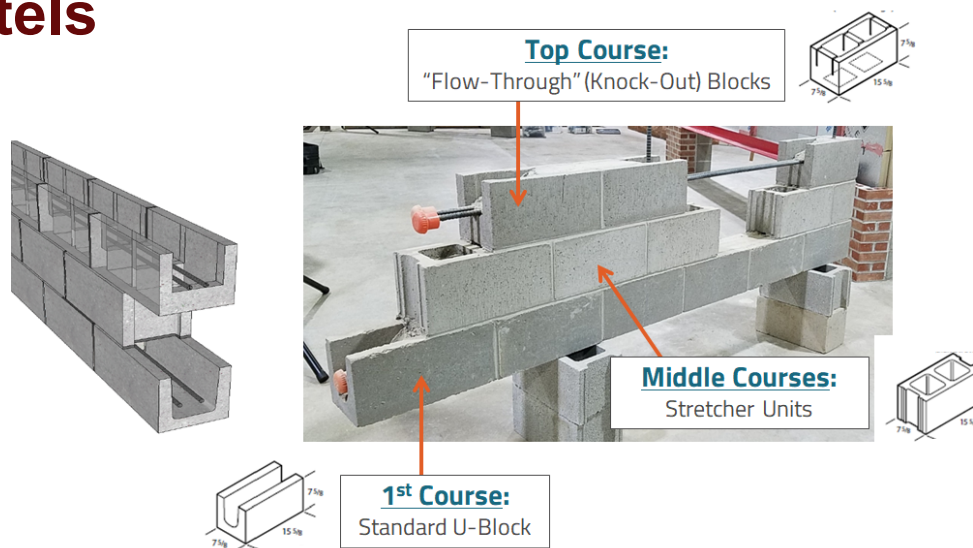 tels
Top Course:
"Flow-Through" (Knock-Out) Blocks
7 5/8
7 5/8
15 5/8
Middle Courses:
Stretcher Units
7 5/8
15 5
1st Course:
Standard U-Block
7 5/8
7 5/8
15 5/8